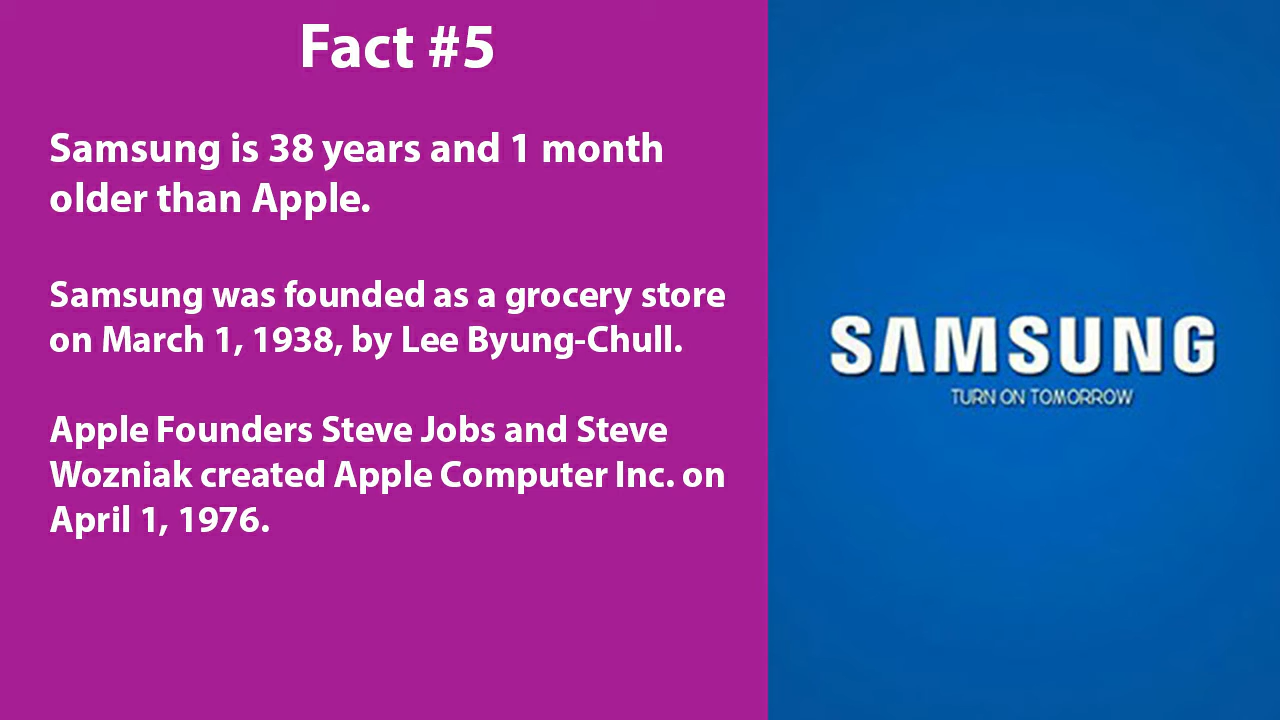 Fact #5
Samsung is 38 years and 1 month
older than Apple.
Samsung was founded as a grocery store
on March 1, 1938, by Lee Byung-Chull.
Apple Founders Steve Jobs and Steve
Wozniak created Apple Computer Inc. on
April 1, 1976.
SAMSUNG
TURN ON TOMORROW